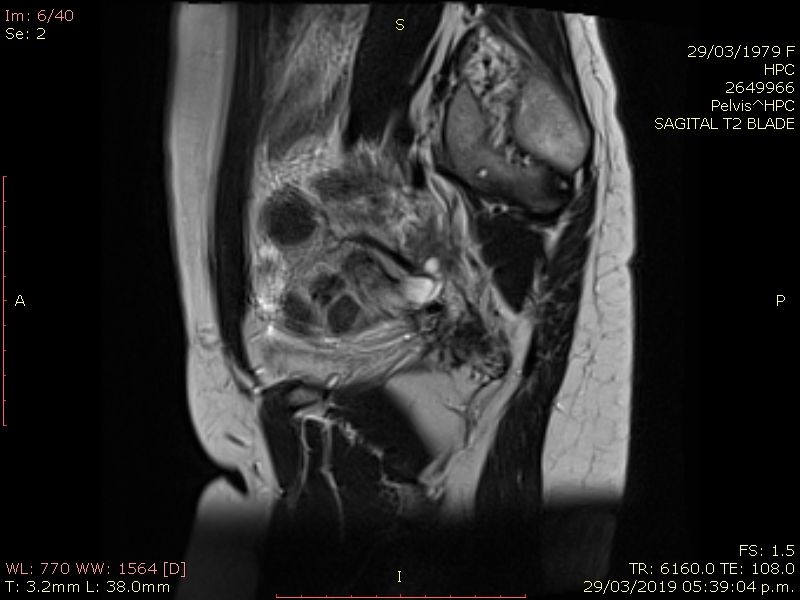 Im: 6/40
Se: 2
S
29/03/1979 F
HPC
2649966
Pelvis^HPC
SAGITAL T2 BLADE
A
P
WL: 770 WW: 1564 [D]
T: 3.2mm L: 38.0mm
I
FS: 1.5
TR: 6160.0 TE: 108.0
29/03/2019 05:39:04 p.m.